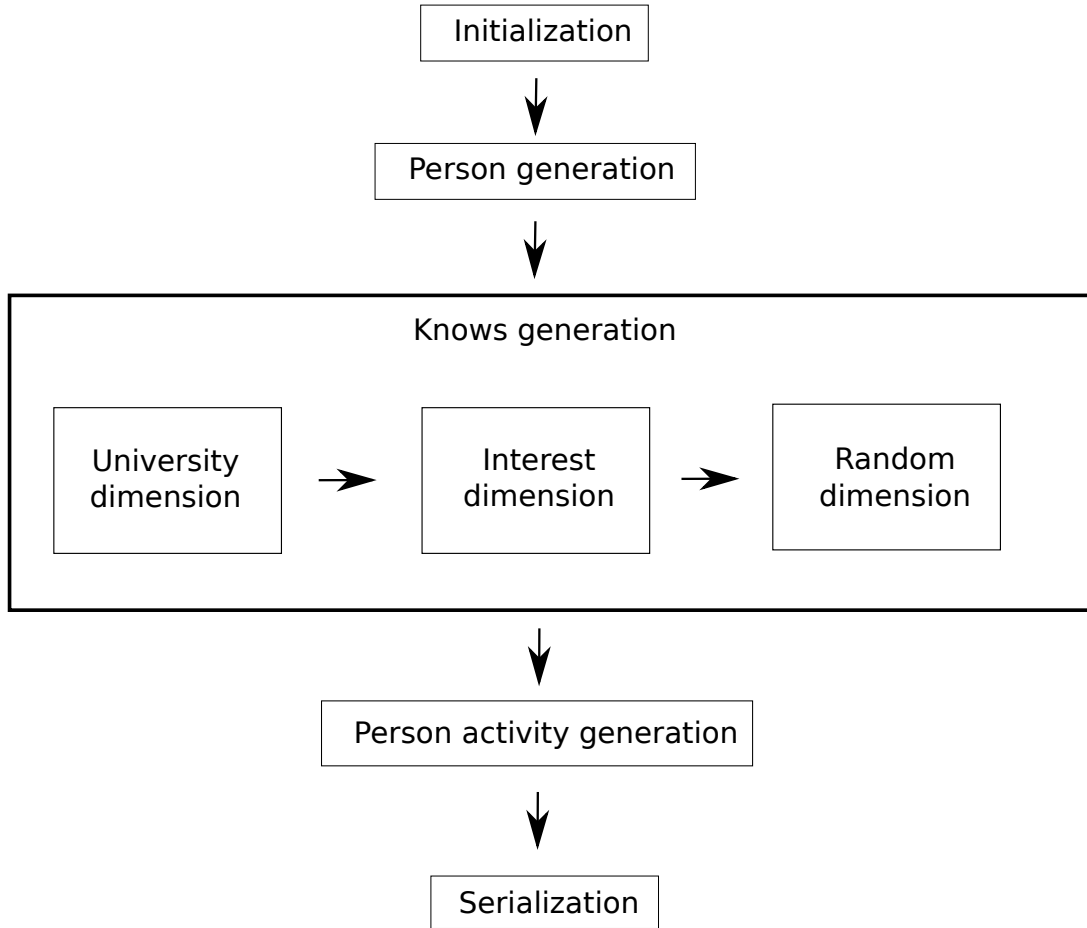 Initialization
Person generation
Knows generation
University
dimension
Interest
dimension
Random
dimension
Person activity generation
Serialization